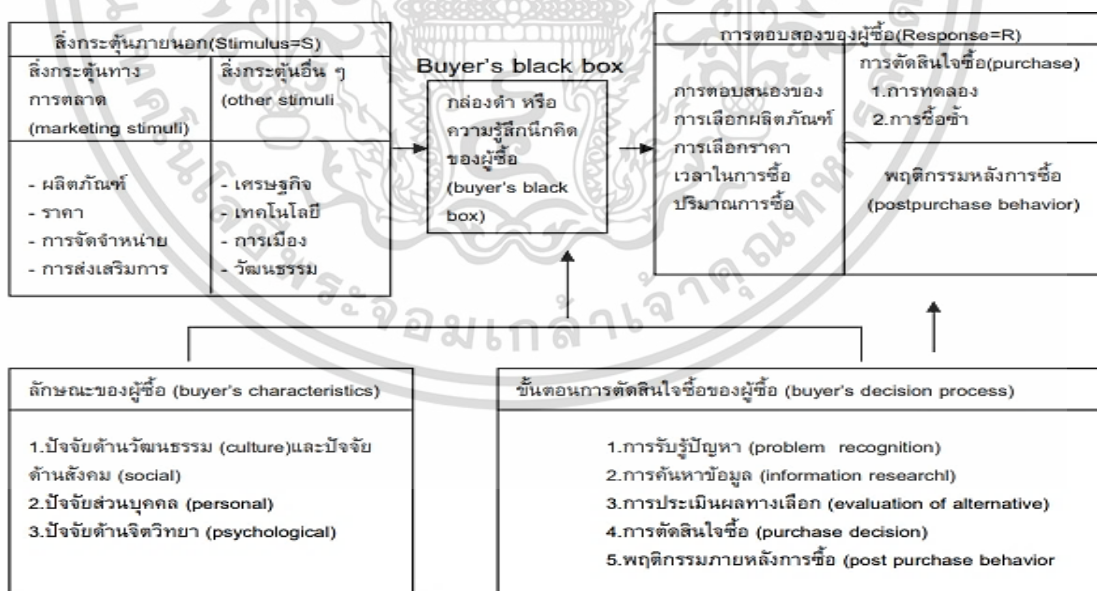 สิ่งกระตุ้นภายนอก(Stimulus=S)
สิ่งกระตุ้นทาง
การตลาด
(marketing stimuli)
สิ่งกระตุ้นอื่น ๆ
(other stimuli
- ผลิตภัณฑ์
- ราคา
- การจัดจำหน่าย
- การส่งเสริมการ
- เศรษฐกิจ
- เทคโนโลยี
- การเมือง
- วัฒนธรรม
Buyer's black box
กล่องดำ หรือ
ความรู้สึกนึกคิด
ของผู้ซื้อ
(buyer's black
box)
การตอบสองของผู้ซื้อ(Response=R)
การตอบสนองของ
การเลือกผลิตภัณฑ์
การเลือกราคา
เวลาในการซื้อ
ปริมาณการซื้อ
การตัดสินใจซื้อ(purchase)
1.การทดลอง
2.การซื้อซ้ำ
พฤติกรรมหลังการซื้อ
(postpurchase behavior)
ลักษณะของผู้ซื้อ (buyer's characteristics)
1.ปัจจัยด้านวัฒนธรรม (culture)และปัจจัย
ด้านสังคม (social)
2.ปัจจัยส่วนบุคคล (personal)
3.ปัจจัยด้านจิตวิทยา (psychological)
ขั้นตอนการตัดสินใจซื้อของผู้ซื้อ (buyer's decision process)
1.การรับรู้ปัญหา (problem recognition)
2.การค้นหาข้อมูล (information researchl)
3.การประเมินผลทางเลือก (evaluation of alternative)
4.การตัดสินใจซื้อ (purchase decision)
5.พฤติกรรมภายหลังการซื้อ (post purchase behavior
พระจอมเกล้าเจ้าคุณทหาร